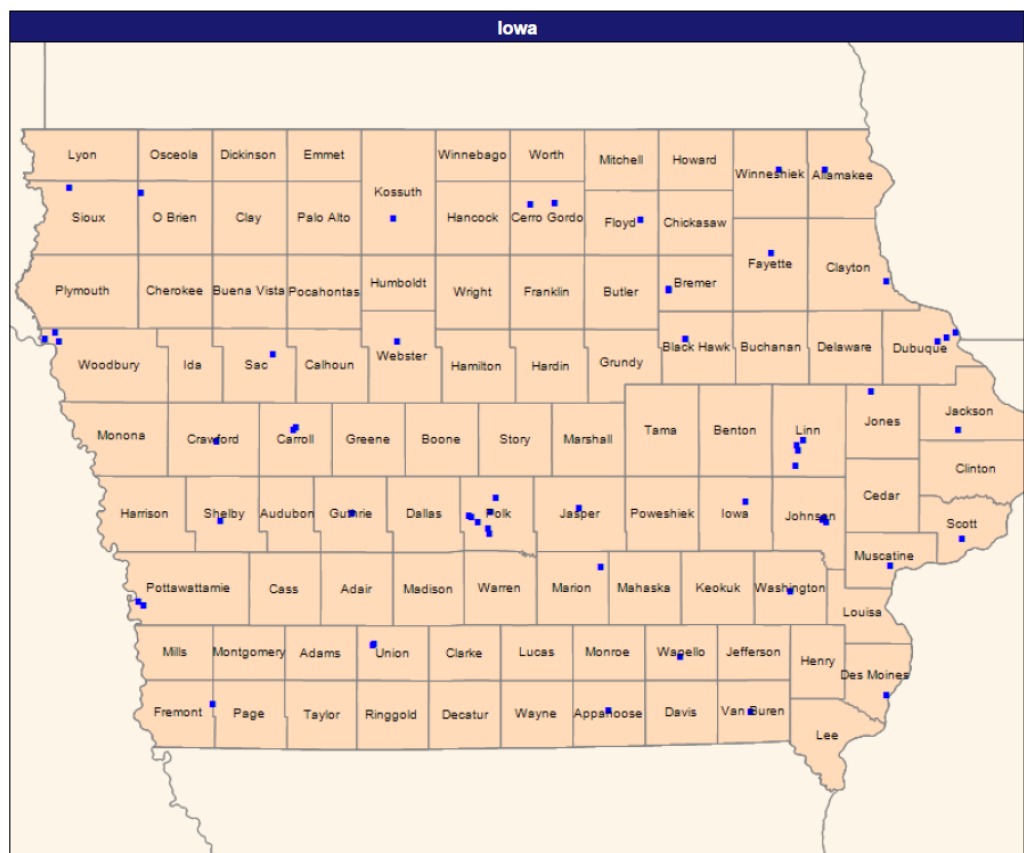 Iowa
Lyon
Osceola
Dickinson
Emmet
Kossuth
Winnebago
Worth
Mitchell
Howard
Winneshiek
Allamakee
Sioux
O Brien
Clay
Palo Alto
Hancock
Cerro Gordo
Floyd
Chickasaw
Fayette
Clayton
Plymouth
Cherokee
Buena Vista
Pocahontas
Humboldt
Wright
Franklin
Butler
Bremer
Woodbury
Ida
Sac
Calhoun
Webster
Hamilton
Hardin
Grundy
Black Hawk
Buchanan
Delaware
Dubuque
Monona
Crawford
Carroll
Greene
Boone
Story
Marshall
Tama
Benton
Linn
Jones
Jackson
Clinton
Harrison
Shelby
Audubon
Guthrie
Dallas
Polk
Jasper
Poweshiek
Iowa
Johnson
Cedar
Scott
Muscatine
Pottawattamie
Cass
Adair
Madison
Warren
Marion
Mahaska
Keokuk
Washington
Louisa
Mills
Montgomery
Adams
Union
Clarke
Lucas
Monroe
Wapello
Jefferson
Henry
Des Moines
Fremont
Page
Taylor
Ringgold
Decatur
Wayne
Appanoose
Davis
Van Buren
Lee